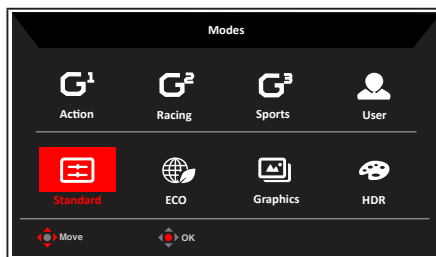 Modes
G¹ G² G³
Action Racing Sports User
Standard ECO Graphics HDR
Move OK